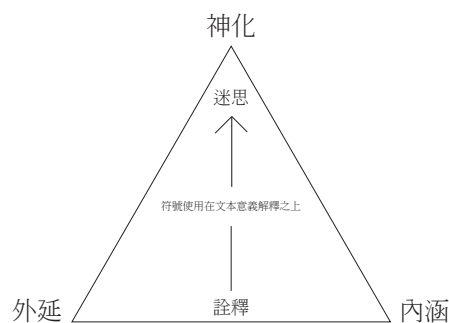 神化
迷思
符號使用在文本意義解釋之上
外延
詮釋
內涵